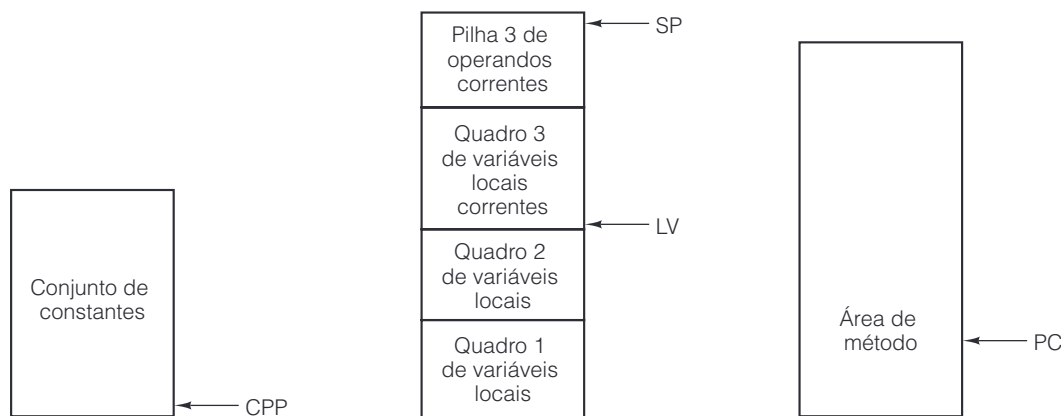 Conjunto de
constantes
CPP
Pilha 3 de
operandos
correntes
SP
Quadro 3
de variáveis
locais
correntes
LV
Quadro 2
de variáveis
locais
Quadro 1
de variáveis
locais
Área de
método
PC